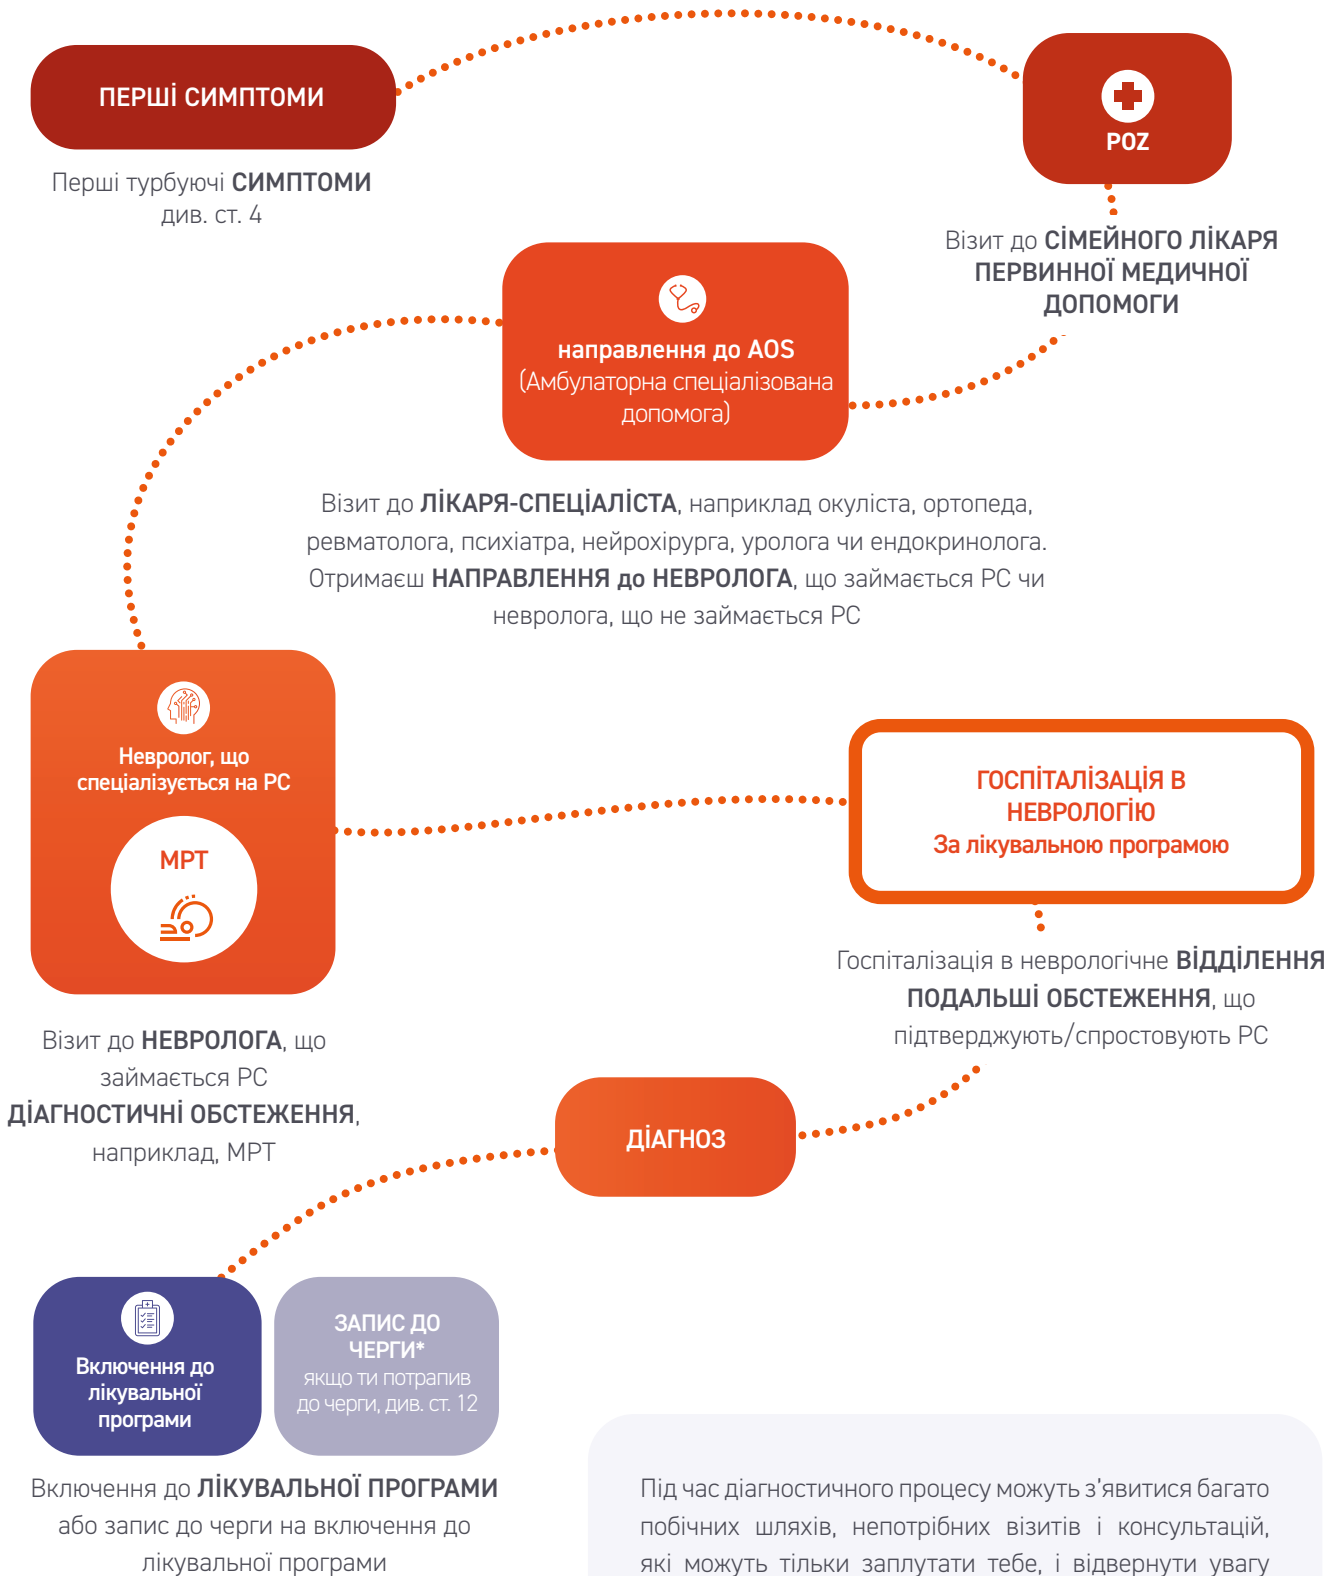 ПЕРШІ СИМПТОМИ
Перші турбуючі СИМПТОМИ
див. ст. 4
POZ
Візит до СІМЕЙНОГО ЛІКАРЯ
ПЕРВИННОЇ МЕДИЧНОЇ
ДОПОМОГИ
направлення до AOS
(Амбулаторна спеціалізована
допомога)
Візит до ЛІКАРЯ-СПЕЦІАЛІСТА, наприклад окуліста, ортопеда,
ревматолога, психіатра, нейрохірурга, уролога чи ендокринолога.
Отримаєш НАПРАВЛЕННЯ до НЕВРОЛОГА, що займається РС чи
невролога, що не займається РС
Невролог, що
спеціалізується на РС
МРТ
Візит до НЕВРОЛОГА, що
займається РС
ДІАГНОСТИЧНІ ОБСТЕЖЕННЯ,
наприклад, МРТ
ГОСПІТАЛІЗАЦІЯ В
НЕВРОЛОГІЮ
За лікувальною програмою
Госпіталізація в неврологічне ВІДДІЛЕННЯ
ПОДАЛЬШІ ОБСТЕЖЕННЯ, що
підтверджують/спростовують РС
ДІАГНОЗ
Включення до
лікувальної
програми
ЗАПИС ДО
ЧЕРГИ*
якщо ти потрапив
до черги, див. ст. 12
Включення до ЛІКУВАЛЬНОЇ ПРОГРАМИ
або запис до черги на включення до
лікувальної програми
Під час діагностичного процесу можуть з'явитися багато
побічних шляхів, непотрібних візитів і консультацій,
які можуть тільки заплутати тебе, і відвернути увагу